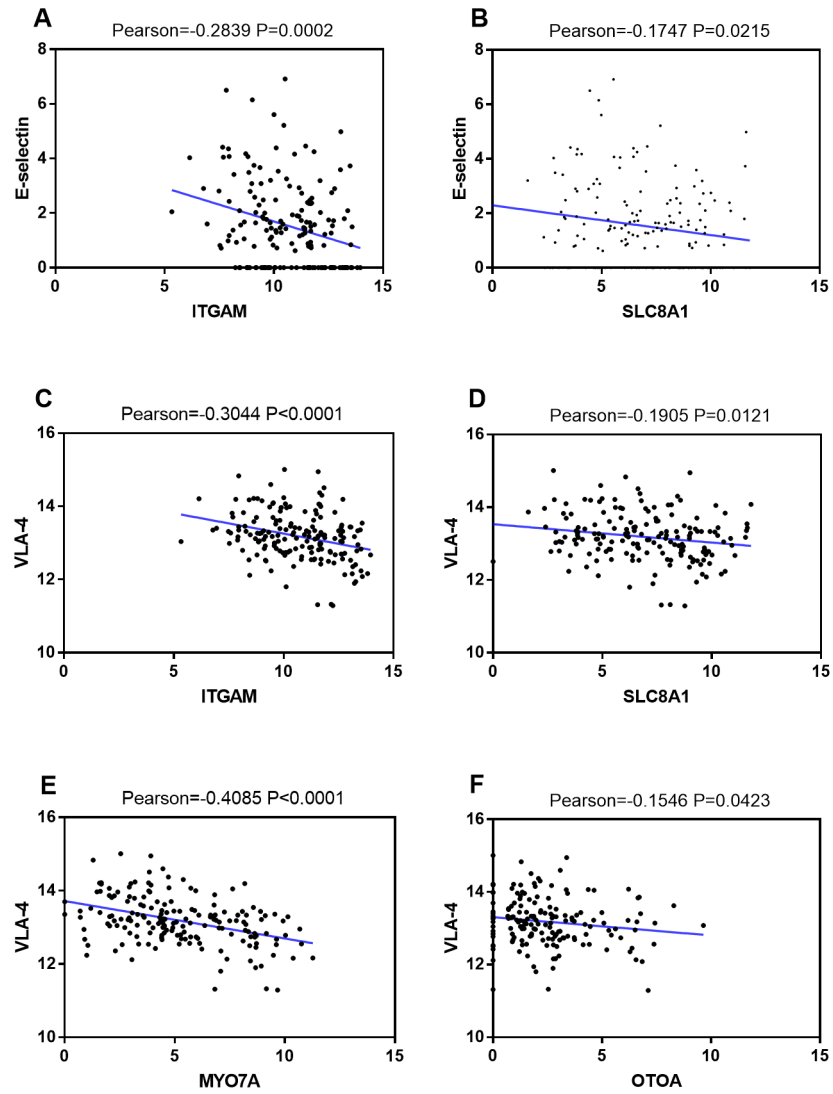 A
Pearson=-0.2839 P=0.0002
8
6
4
2
0
E-selectin
0 5 10 15
ITGAM
B
Pearson=-0.1747 P=0.0215
8
6
4
2
0
E-selectin
0 5 10 15
SLC8A1
C
Pearson=-0.3044 P<0.0001
16
14
12
10
VLA-4
0 5 10 15
ITGAM
D
Pearson=-0.1905 P=0.0121
16
14
12
10
VLA-4
0 5 10 15
SLC8A1
E
Pearson=-0.4085 P<0.0001
16
14
12
10
VLA-4
0 5 10 15
MYO7A
F
Pearson=-0.1546 P=0.0423
16
14
12
10
VLA-4
0 5 10 15
OTOA